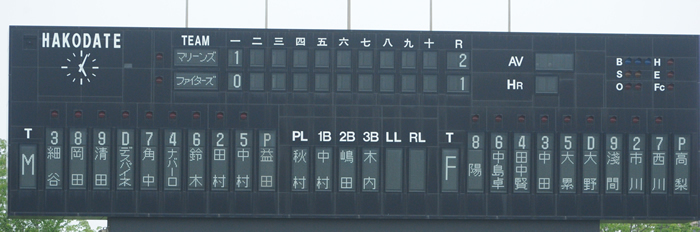 HAKODATE
TEAM 一 二 三 四 五 六 七 八 九 十 R
マリーンズ 1 2
ファイターズ 0 1
AV
HR
B H
S E
O Fc
T 3 8 9 D 7 4 6 2 5 P PL 1B 2B 3B LL RL T 8 6 4 3 5 D 9 2 7 P
M 細谷 岡田 清田 デスパイネ 角中 ナバーロ 鈴木 田村 中村 益田 秋村 中村 嶋田 木内 F 陽 中島卓 田中賢 中田 大累 大野 浅間 市川 西川 高梨